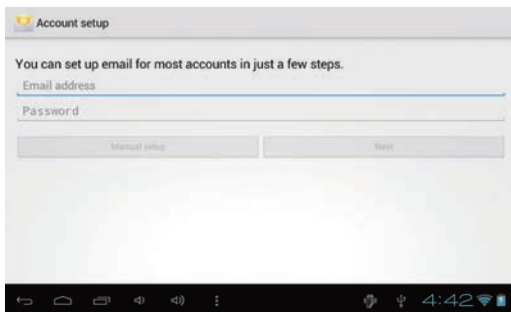 Account setup
You can set up email for most accounts in just a few steps.
Email address
Password
Manual setup
Next
4:42